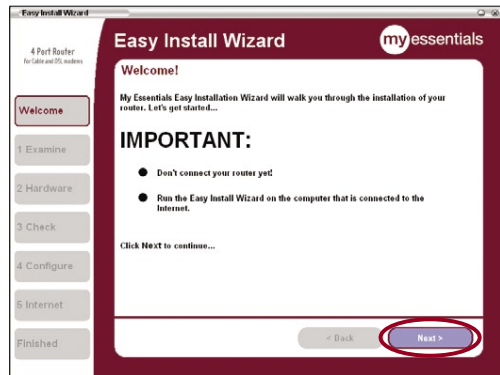 Easy Install Wizard
4 Port Router
for Cable and DSL modems
Easy Install Wizard
myessentials
Welcome
1 Examine
2 Hardware
3 Check
4 Configure
5 Internet
Finished
Welcome!
My Essentials Easy Installation Wizard will walk you through the installation of your
router. Let's get started...
IMPORTANT:
Don't connect your router yet!
Run the Easy Install Wizard on the computer that is connected to the
Internet.
Click Next to continue...
< Back
Next >